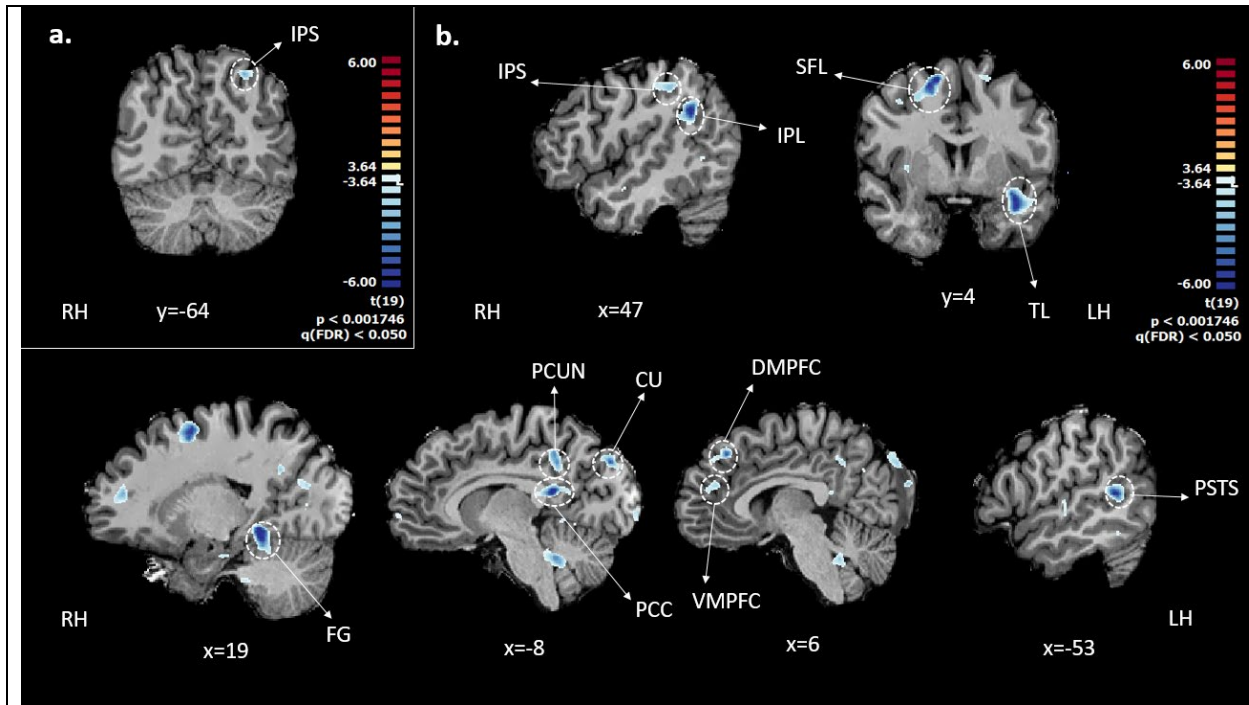 a.
IPS
6.00
3.64
-3.64
-6.00
t(19)
p < 0.001746
q(FDR) < 0.050
RH
y=-64
b.
IPS
IPL
SFL
TL
6.00
3.64
-3.64
-6.00
t(19)
p < 0.001746
q(FDR) < 0.050
RH
x=47
y=4
LH
PCUN
CU
DMPFC
PSTS
FG
PCC
VMPFC
RH
LH
x=19
x=-8
x=6
x=-53